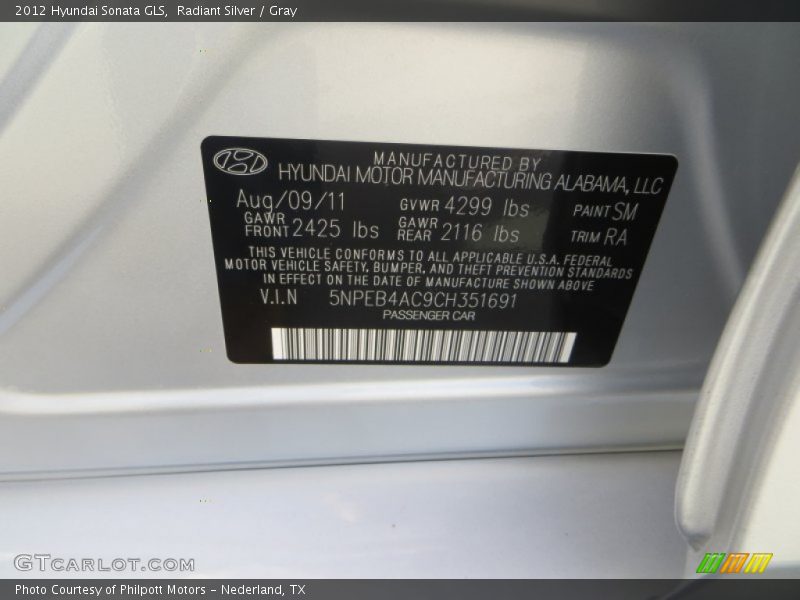 2012 Hyundai Sonata GLS, Radiant Silver / Gray
MANUFACTURED BY
HYUNDAI MOTOR MANUFACTURING ALABAMA, LLC
Aug/09/11 GVWR 4299 lbs PAINT SM
GAWR FRONT 2425 lbs GAWR REAR 2116 lbs TRIM RA
THIS VEHICLE CONFORMS TO ALL APPLICABLE U.S.A. FEDERAL
MOTOR VEHICLE SAFETY, BUMPER, AND THEFT PREVENTION STANDARDS
IN EFFECT ON THE DATE OF MANUFACTURE SHOWN ABOVE
V.I.N 5NPEB4AC9CH351691
PASSENGER CAR
GTCARLOT.COM
Photo Courtesy of Philpott Motors - Nederland, TX